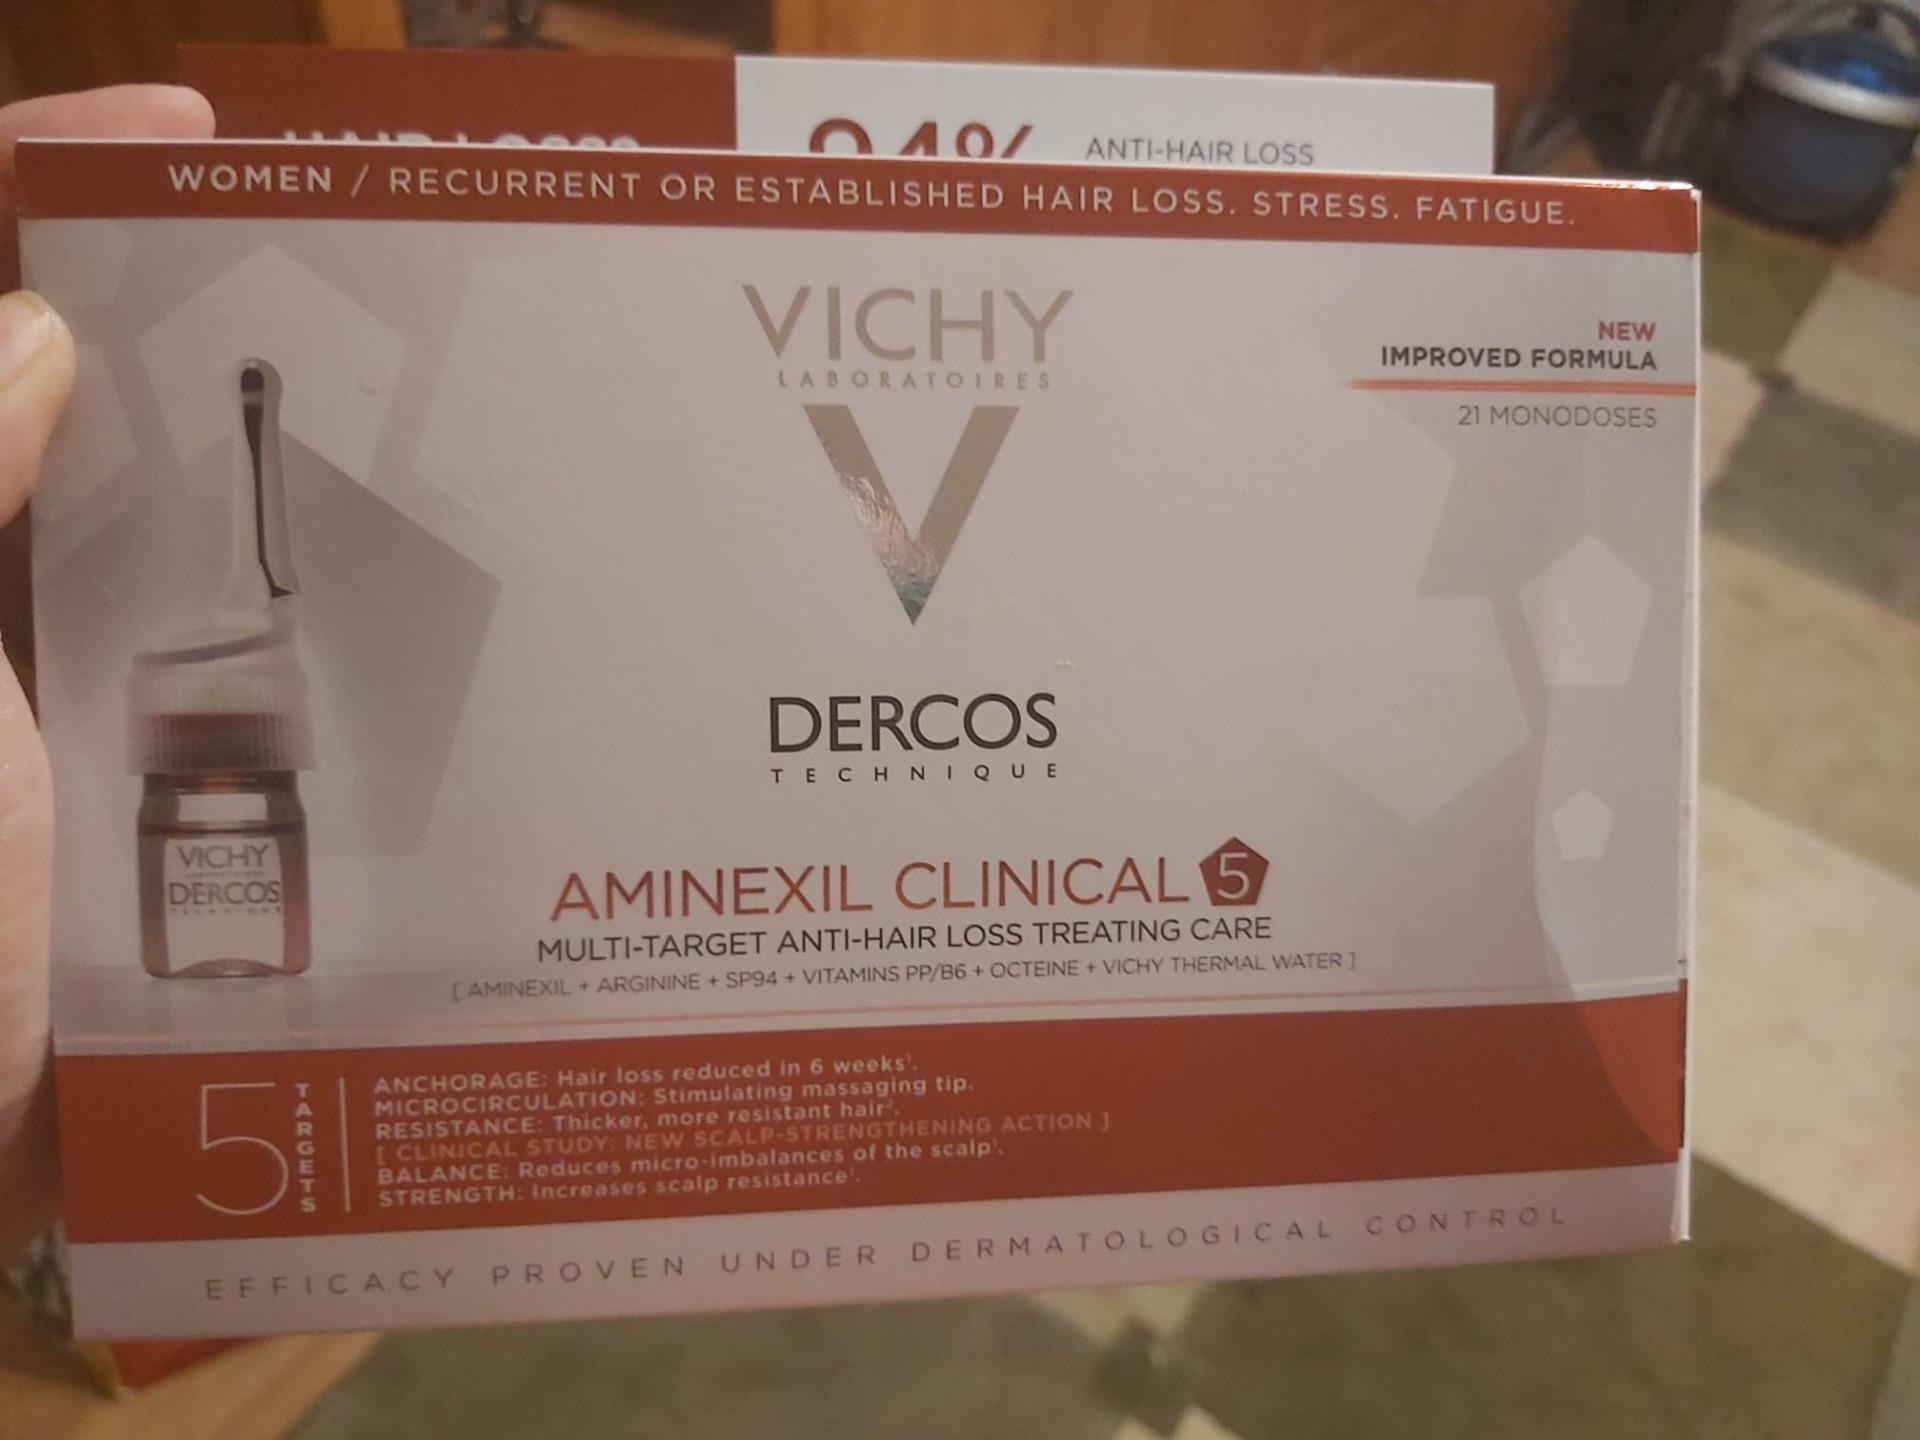 94%
ANTI-HAIR LOSS
WOMEN / RECURRENT OR ESTABLISHED HAIR LOSS. STRESS. FATIGUE.
VICHY
LABORATOIRES
NEW
IMPROVED FORMULA
21 MONODOSES
DERCOS
TECHNIQUE
VICHY
LABORATOIRES
DERCOS
TECHNIQUE
AMINEXIL CLINICAL 5
MULTI-TARGET ANTI-HAIR LOSS TREATING CARE
[ AMINEXIL + ARGININE + SP94 + VITAMINS PP/B6 + OCTEINE + VICHY THERMAL WATER ]
5 TARGETS
ANCHORAGE: Hair loss reduced in 6 weeks¹.
MICROCIRCULATION: Stimulating massaging tip.
RESISTANCE: Thicker, more resistant hair².
[ CLINICAL STUDY: NEW SCALP-STRENGTHENING ACTION ]
BALANCE: Reduces micro-imbalances of the scalp¹.
STRENGTH: Increases scalp resistance¹.
EFFICACY PROVEN UNDER DERMATOLOGICAL CONTROL